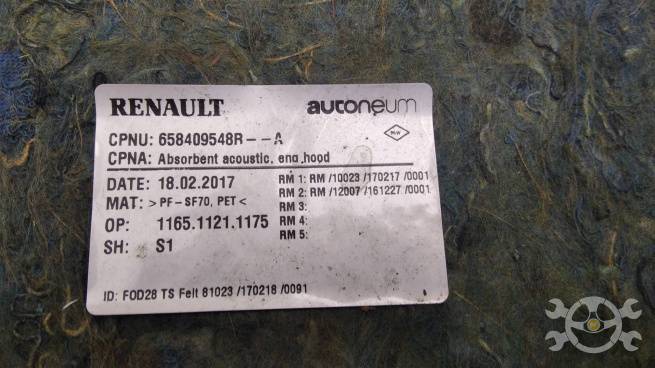 RENAULT autoneum
CPNU: 658409548R--A
CPNA: Absorbent acoustic, eng,hood
DATE: 18.02.2017
MAT: >PF-SF70, PET<
OP: 1165.1121.1175
SH: S1
RM 1: RM /10023 /170217 /0001
RM 2: RM /12007 /161227 /0001
RM 3:
RM 4:
RM 5:
ID: FOD28 TS Felt 81023 /170218 /0091